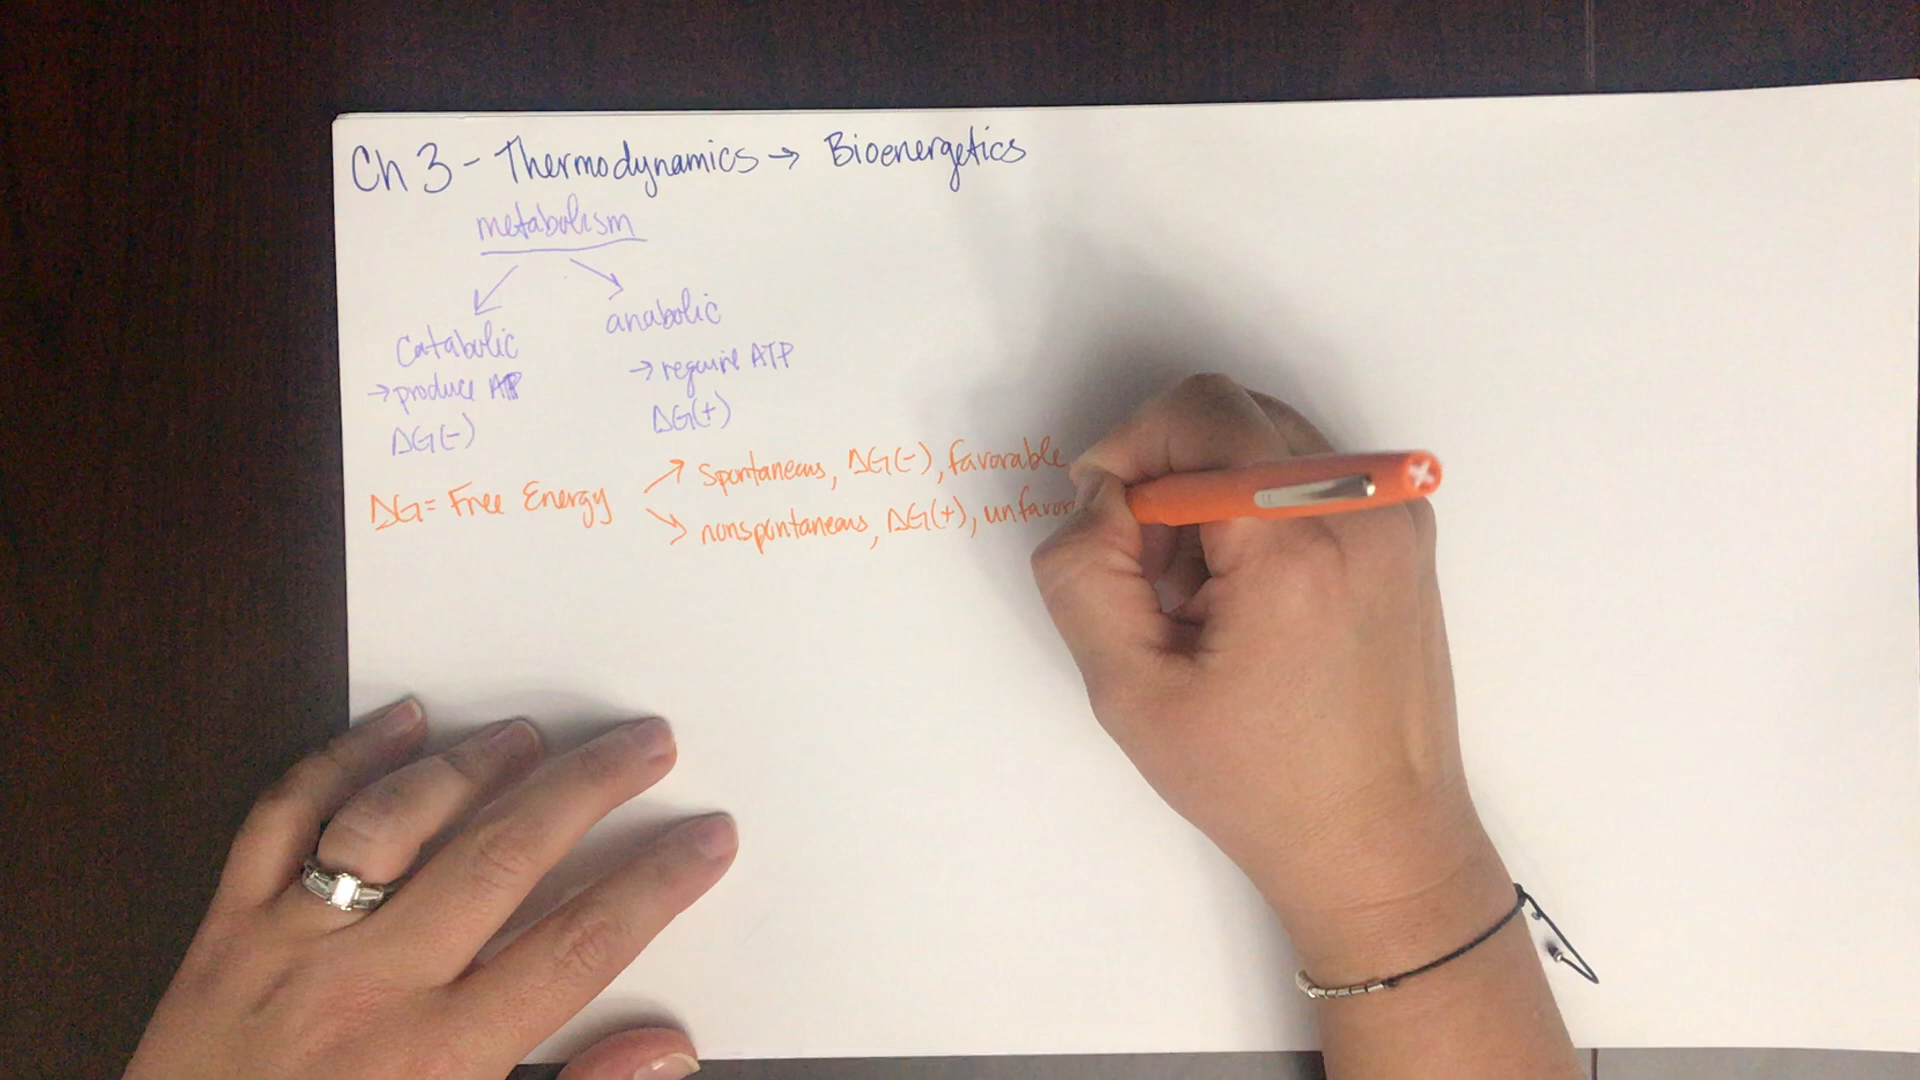 Ch 3 - Thermodynamics → Bioenergetics
metabolism
Catabolic
→ produce ATP
ΔG(-)
anabolic
→ require ATP
ΔG(+)
ΔG = Free Energy
↗ Spontaneous, ΔG(-), favorable
↘ nonspontaneous, ΔG(+), unfavor